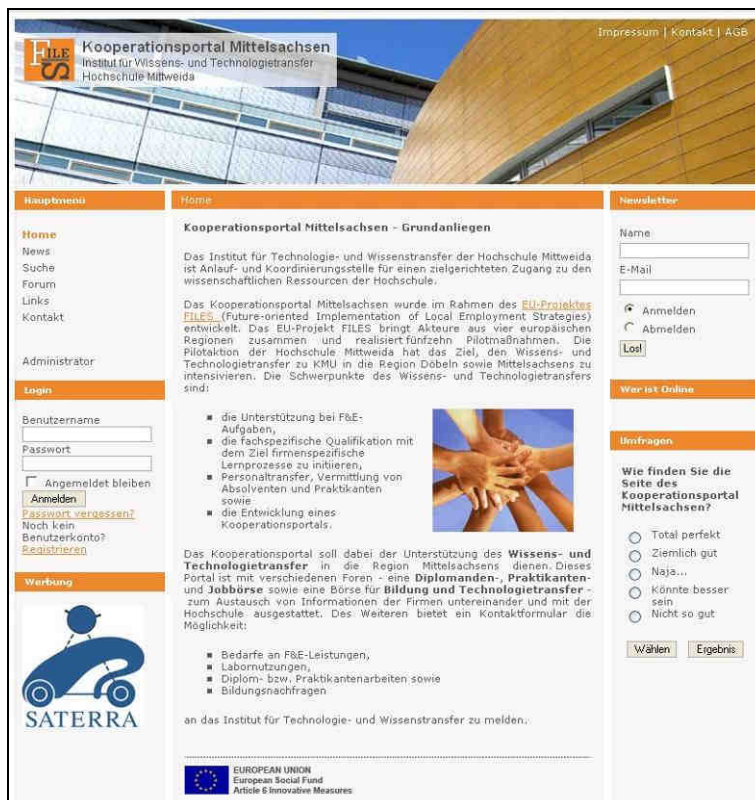 Impressum | Kontakt | AGB
FILES
Kooperationsportal Mittelsachsen
Institut für Wissens- und Technologietransfer
Hochschule Mittweida
Hauptmenü
Home
News
Suche
Forum
Links
Kontakt
Administrator
Login
Benutzername
Passwort
Angemeldet bleiben
Anmelden
Passwort vergessen?
Noch kein
Benutzerkonto?
Registrieren
Werbung
SATERRA
Home
Kooperationsportal Mittelsachsen - Grundanliegen
Das Institut für Technologie- und Wissenstransfer der Hochschule Mittweida
ist Anlauf- und Koordinierungsstelle für einen zielgerichteten Zugang zu den
wissenschaftlichen Ressourcen der Hochschule.
Das Kooperationsportal Mittelsachsen wurde im Rahmen des EU-Projektes
FILES (Future-oriented Implementation of Local Employment Strategies)
entwickelt. Das EU-Projekt FILES bringt Akteure aus vier europäischen
Regionen zusammen und realisiert fünfzehn Pilotmaßnahmen. Die
Pilotaktion der Hochschule Mittweida hat das Ziel, den Wissens- und
Technologietransfer zu KMU in die Region Döbeln sowie Mittelsachsens zu
intensivieren. Die Schwerpunkte des Wissens- und Technologietransfers
sind:
die Unterstützung bei F&E-
Aufgaben,
die fachspezifische Qualifikation mit
dem Ziel firmenspezifische
Lernprozesse zu initiieren,
Personaltransfer, Vermittlung von
Absolventen und Praktikanten
sowie
die Entwicklung eines
Kooperationsportals.
Das Kooperationsportal soll dabei der Unterstützung des Wissens- und
Technologietransfer in die Region Mittelsachsens dienen. Dieses
Portal ist mit verschiedenen Foren - eine Diplomanden-, Praktikanten-
und Jobbörse sowie eine Börse für Bildung und Technologietransfer -
zum Austausch von Informationen der Firmen untereinander und mit der
Hochschule ausgestattet. Des Weiteren bietet ein Kontaktformular die
Möglichkeit:
Bedarfe an F&E-Leistungen,
Labornutzungen,
Diplom- bzw. Praktikantenarbeiten sowie
Bildungsnachfragen
an das Institut für Technologie- und Wissenstransfer zu melden.
EUROPEAN UNION
European Social Fund
Article 6 Innovative Measures
Newsletter
Name
E-Mail
Anmelden
Abmelden
Los!
Wer ist Online
Umfragen
Wie finden Sie die
Seite des
Kooperationsportal
Mittelsachsen?
Total perfekt
Ziemlich gut
Naja...
Könnte besser
sein
Nicht so gut
Wählen Ergebnis